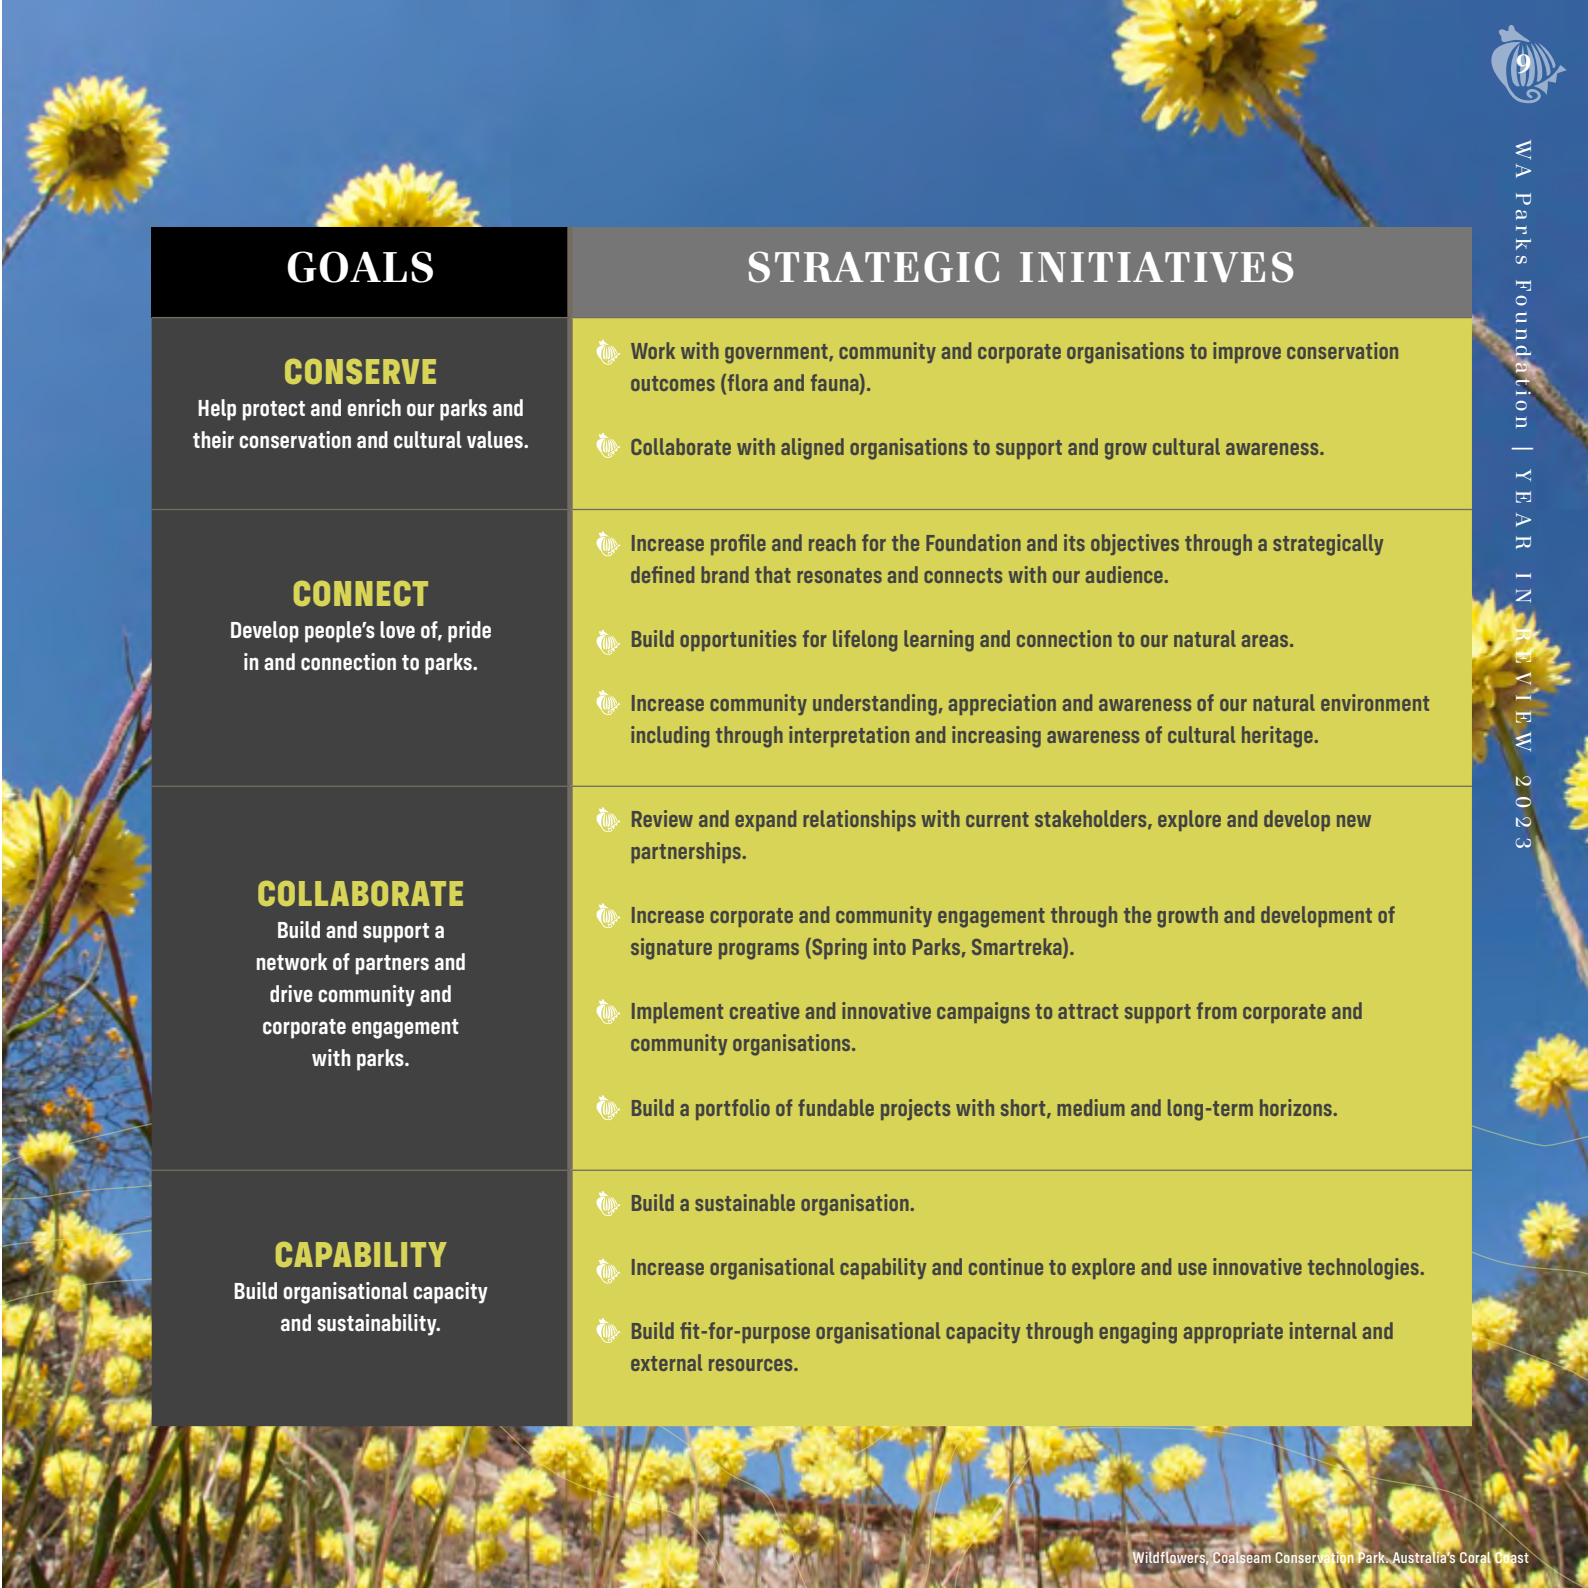 9
WA Parks Foundation | YEAR IN REVIEW 2023
GOALS
STRATEGIC INITIATIVES
CONSERVE
Help protect and enrich our parks and
their conservation and cultural values.
Work with government, community and corporate organisations to improve conservation
outcomes (flora and fauna).
Collaborate with aligned organisations to support and grow cultural awareness.
CONNECT
Develop people’s love of, pride
in and connection to parks.
Increase profile and reach for the Foundation and its objectives through a strategically
defined brand that resonates and connects with our audience.
Build opportunities for lifelong learning and connection to our natural areas.
Increase community understanding, appreciation and awareness of our natural environment
including through interpretation and increasing awareness of cultural heritage.
COLLABORATE
Build and support a
network of partners and
drive community and
corporate engagement
with parks.
Review and expand relationships with current stakeholders, explore and develop new
partnerships.
Increase corporate and community engagement through the growth and development of
signature programs (Spring into Parks, Smartreka).
Implement creative and innovative campaigns to attract support from corporate and
community organisations.
Build a portfolio of fundable projects with short, medium and long-term horizons.
CAPABILITY
Build organisational capacity
and sustainability.
Build a sustainable organisation.
Increase organisational capability and continue to explore and use innovative technologies.
Build fit-for-purpose organisational capacity through engaging appropriate internal and
external resources.
Wildflowers, Coalseam Conservation Park. Australia's Coral Coast